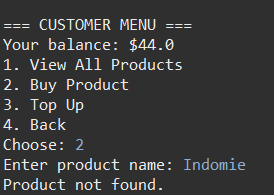 === CUSTOMER MENU ===
Your balance: $44.0
1. View All Products
2. Buy Product
3. Top Up
4. Back
Choose: 2
Enter product name: Indomie
Product not found.